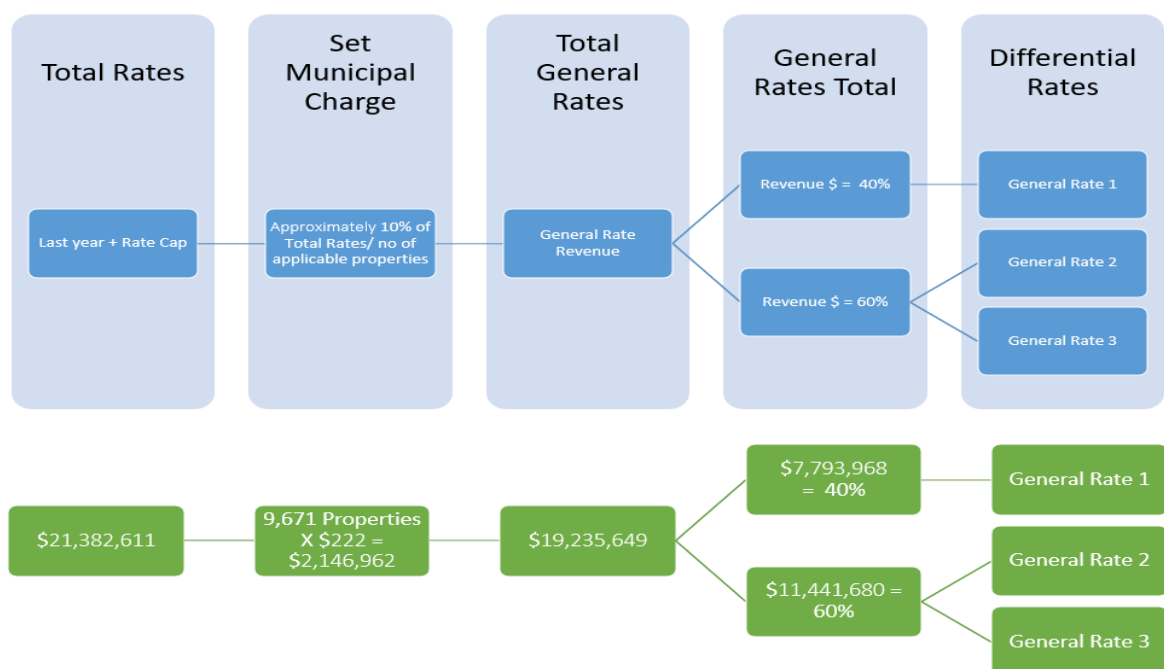 Total Rates
Set
Municipal
Charge
Total
General
Rates
General
Rates Total
Differential
Rates
Last year + Rate Cap
Approximately 10% of
Total Rates/ no of
applicable properties
General Rate
Revenue
Revenue $ = 40%
Revenue $ = 60%
General Rate 1
General Rate 2
General Rate 3
$21,382,611
9,671 Properties
X $222 =
$2,146,962
$19,235,649
$7,793,968
= 40%
$11,441,680 =
60%
General Rate 1
General Rate 2
General Rate 3